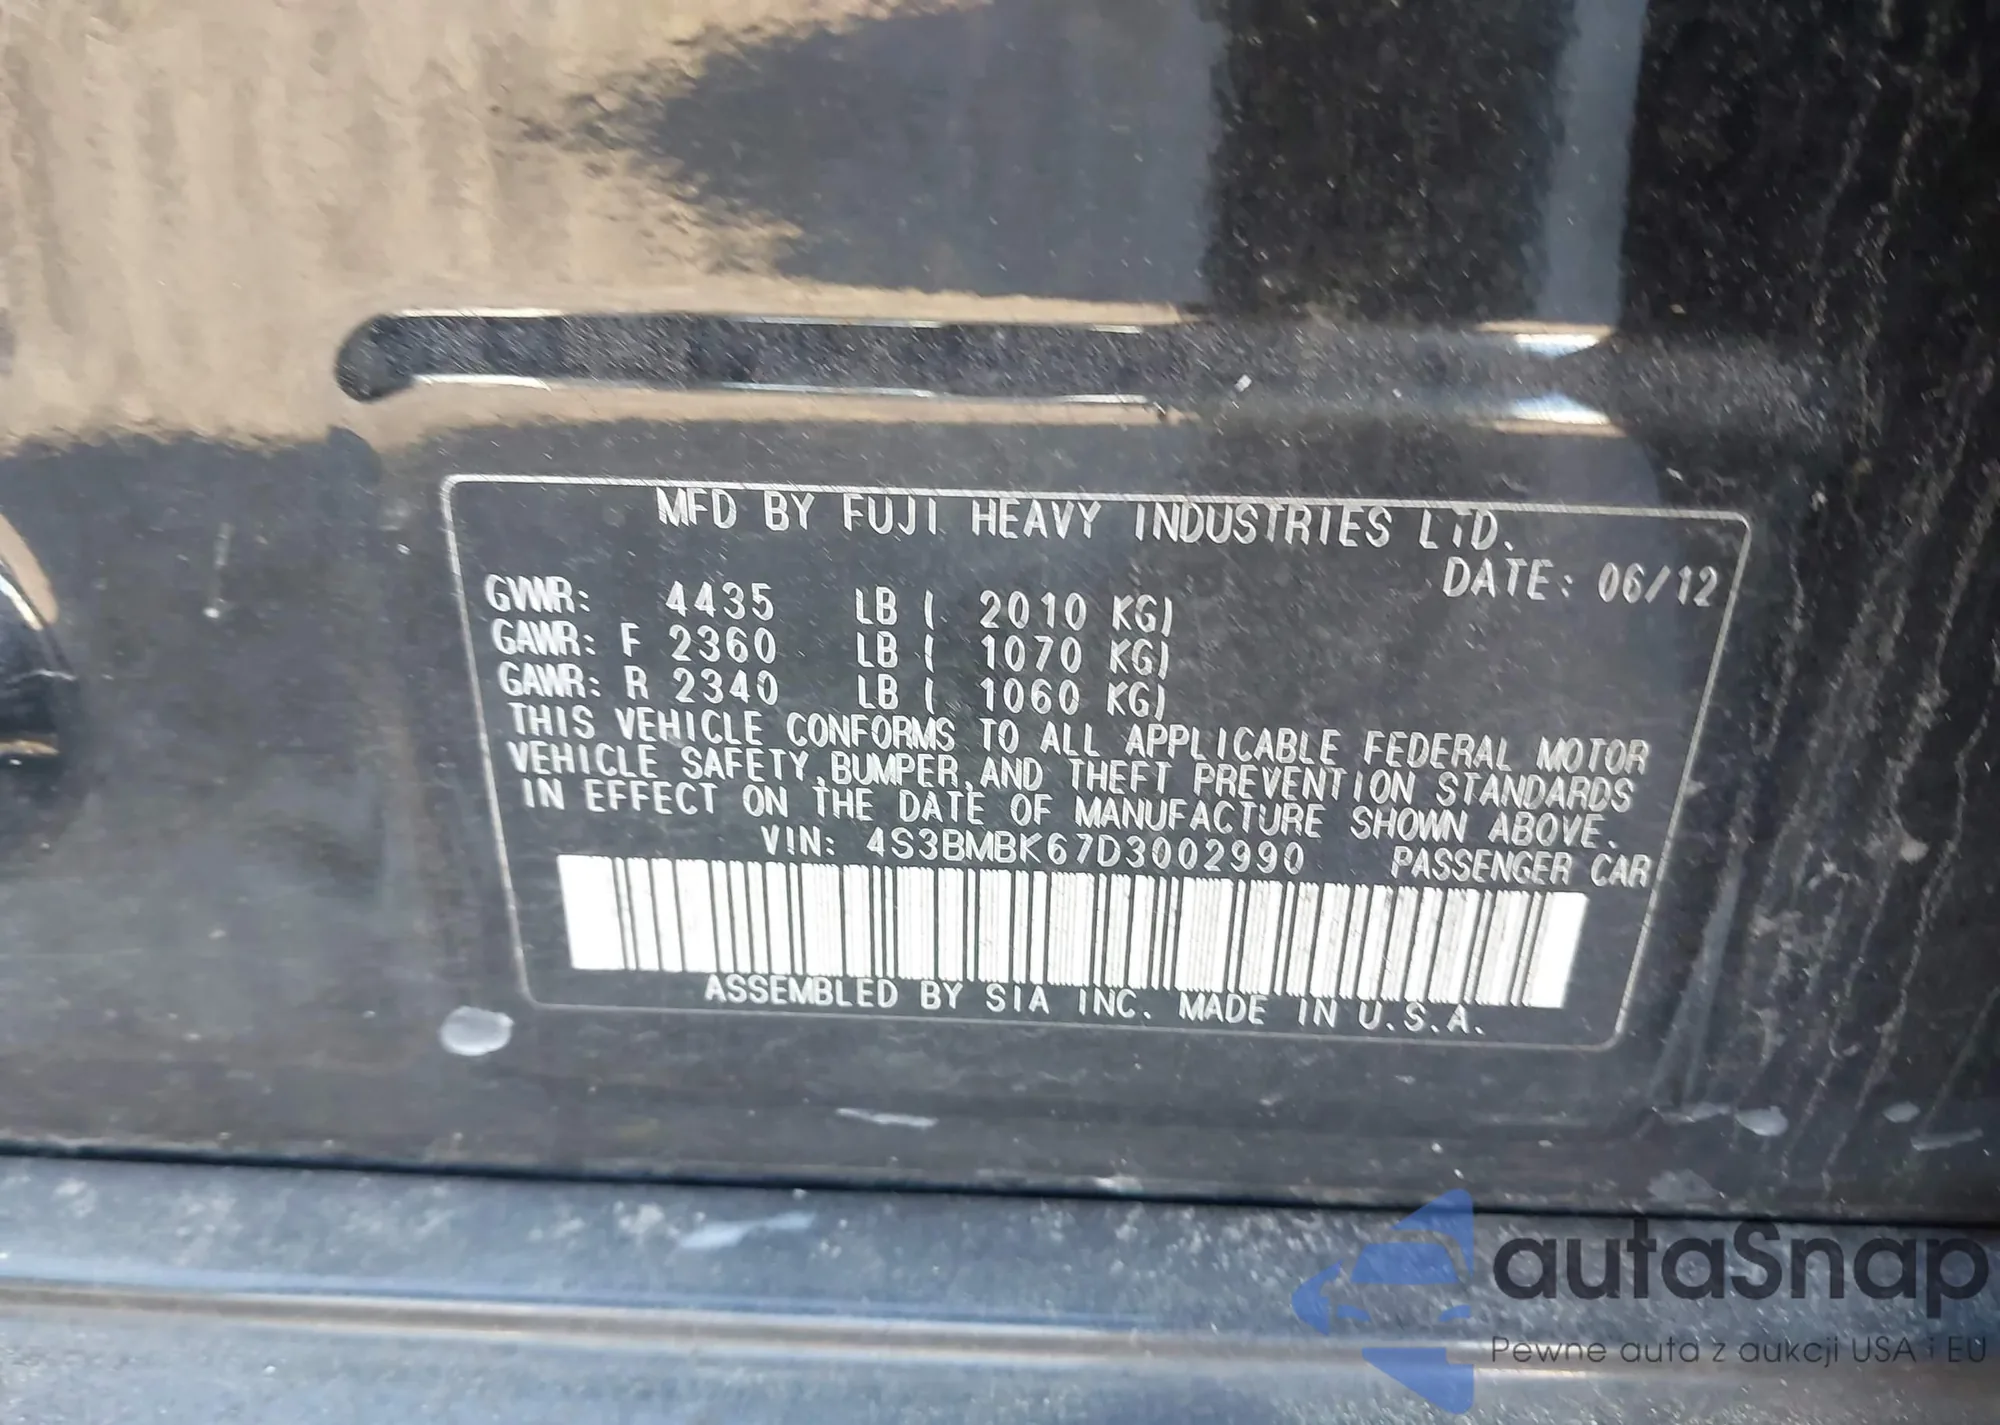 MFD BY FUJI HEAVY INDUSTRIES LTD.
DATE: 06/12
GVWR: 4435 LB ( 2010 KG)
GAWR: F 2360 LB ( 1070 KG)
GAWR: R 2340 LB ( 1060 KG)
THIS VEHICLE CONFORMS TO ALL APPLICABLE FEDERAL MOTOR
VEHICLE SAFETY,BUMPER,AND THEFT PREVENTION STANDARDS
IN EFFECT ON THE DATE OF MANUFACTURE SHOWN ABOVE.
VIN: 4S3BMBK67D3002990 PASSENGER CAR
ASSEMBLED BY SIA INC. MADE IN U.S.A.
autaSnap
Pewne auta z aukcji USA i EU